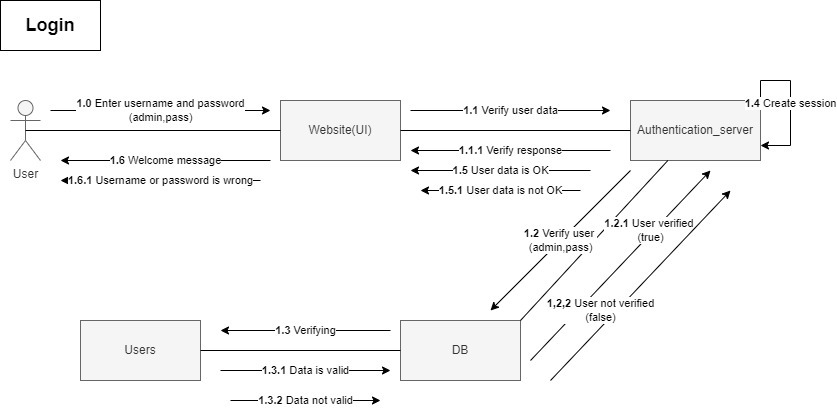 Login
1.0 Enter username and password
(admin,pass)
1.1 Verify user data
1.4 Create session
Website(UI)
Authentication_server
1.1.1 Verify response
1.6 Welcome message
1.5 User data is OK
User
1.6.1 Username or password is wrong
1.5.1 User data is not OK
1.2 Verify user
(admin,pass)
1.2.1 User verified
(true)
1,2,2 User not verified
(false)
1.3 Verifying
Users
DB
1.3.1 Data is valid
1.3.2 Data not valid